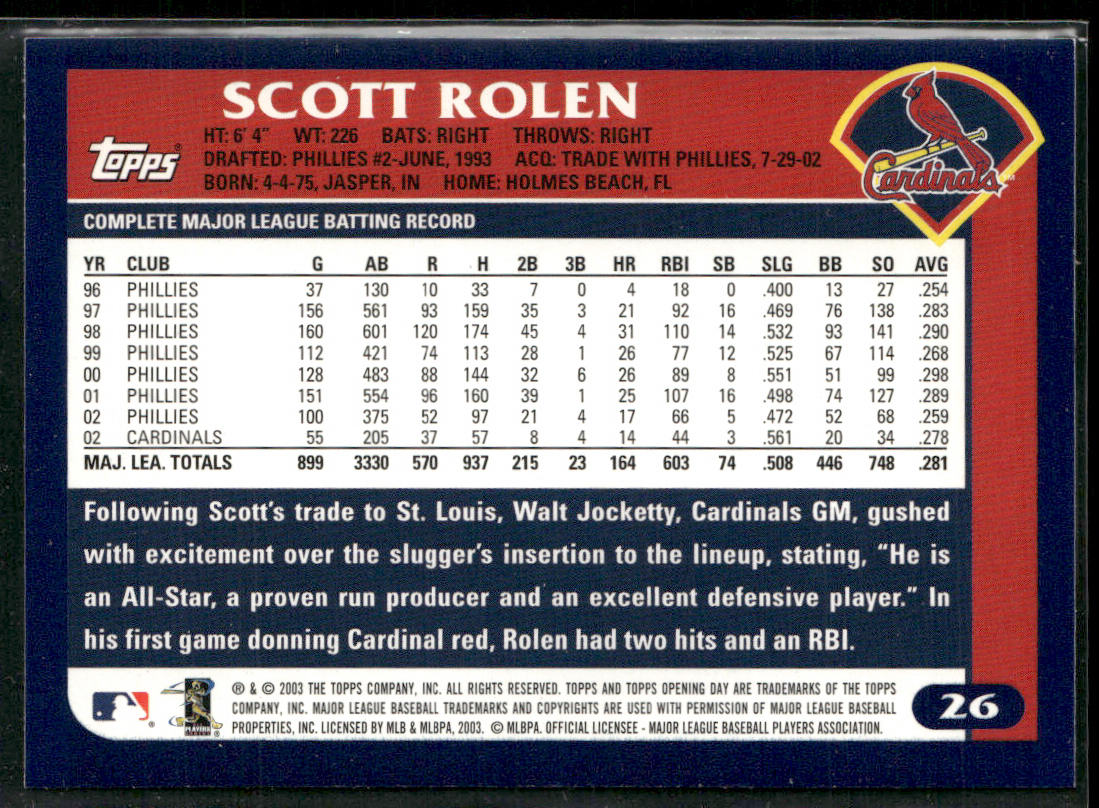 SCOTT ROLEN
topps®
HT: 6' 4" WT: 226 BATS: RIGHT THROWS: RIGHT
DRAFTED: PHILLIES #2-JUNE, 1993 ACQ: TRADE WITH PHILLIES, 7-29-02
BORN: 4-4-75, JASPER, IN HOME: HOLMES BEACH, FL
Cardinals™
COMPLETE MAJOR LEAGUE BATTING RECORD
YR CLUB G AB R H 2B 3B HR RBI SB SLG BB SO AVG
96 PHILLIES 37 130 10 33 7 0 4 18 0 .400 13 27 .254
97 PHILLIES 156 561 93 159 35 3 21 92 16 .469 76 138 .283
98 PHILLIES 160 601 120 174 45 4 31 110 14 .532 93 141 .290
99 PHILLIES 112 421 74 113 28 1 26 77 12 .525 67 114 .268
00 PHILLIES 128 483 88 144 32 6 26 89 8 .551 51 99 .298
01 PHILLIES 151 554 96 160 39 1 25 107 16 .498 74 127 .289
02 PHILLIES 100 375 52 97 21 4 17 66 5 .472 52 68 .259
02 CARDINALS 55 205 37 57 8 4 14 44 3 .561 20 34 .278
MAJ. LEA. TOTALS 899 3330 570 937 215 23 164 603 74 .508 446 748 .281
Following Scott's trade to St. Louis, Walt Jocketty, Cardinals GM, gushed
with excitement over the slugger's insertion to the lineup, stating, "He is
an All-Star, a proven run producer and an excellent defensive player." In
his first game donning Cardinal red, Rolen had two hits and an RBI.
® & © 2003 THE TOPPS COMPANY, INC. ALL RIGHTS RESERVED. TOPPS AND TOPPS OPENING DAY ARE TRADEMARKS OF THE TOPPS
COMPANY, INC. MAJOR LEAGUE BASEBALL TRADEMARKS AND COPYRIGHTS ARE USED WITH PERMISSION OF MAJOR LEAGUE BASEBALL
PROPERTIES, INC. LICENSED BY MLB & MLBPA, 2003. © MLBPA. OFFICIAL LICENSEE - MAJOR LEAGUE BASEBALL PLAYERS ASSOCIATION.
PLAYERS
26